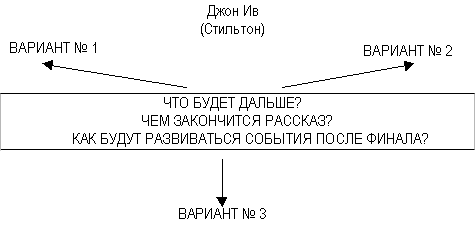 Джон Ив
(Стильтон)
ВАРИАНТ № 1
ВАРИАНТ № 2
ЧТО БУДЕТ ДАЛЬШЕ?
ЧЕМ ЗАКОНЧИТСЯ РАССКАЗ?
КАК БУДУТ РАЗВИВАТЬСЯ СОБЫТИЯ ПОСЛЕ ФИНАЛА?
ВАРИАНТ № 3